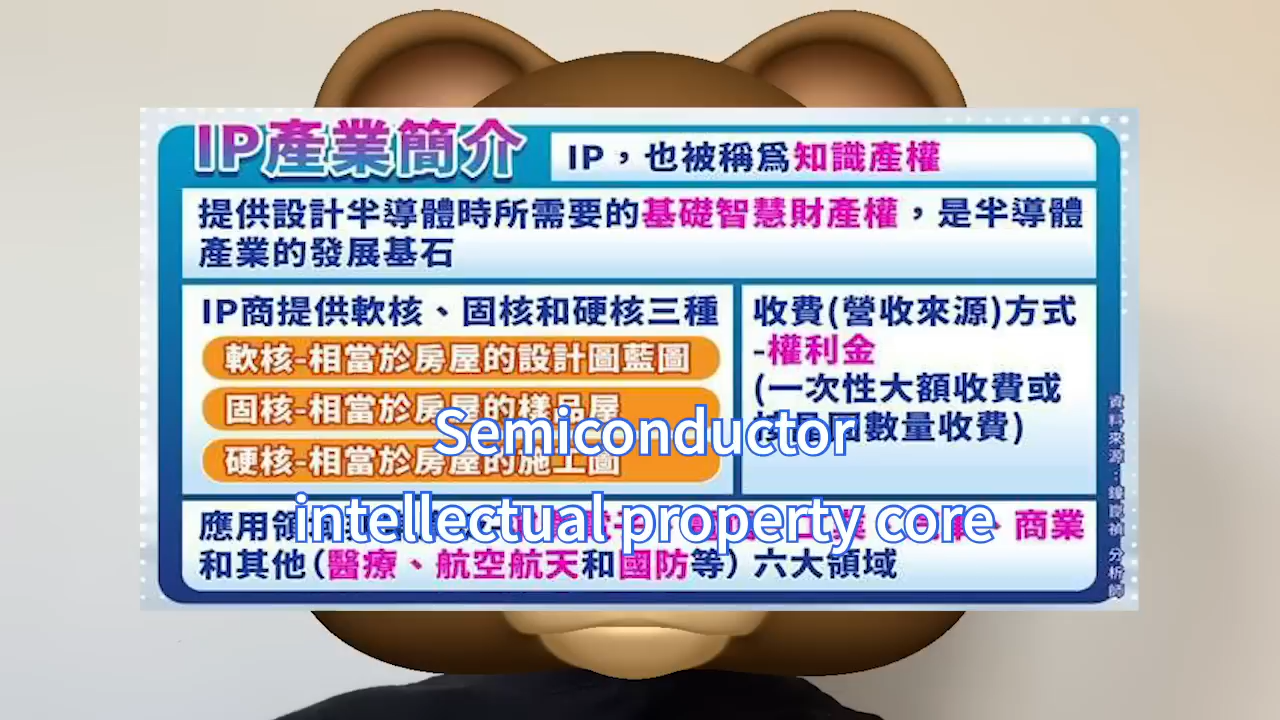 IP產業簡介
IP，也被稱爲知識產權
提供設計半導體時所需要的基礎智慧財產權，是半導體
產業的發展基石
IP商提供軟核、固核和硬核三種
軟核-相當於房屋的設計圖藍圖
固核-相當於房屋的樣品屋
硬核-相當於房屋的施工圖
收費(營收來源)方式
-權利金
(一次性大額收費或
數量收費)
Semiconductor
intellectual property core
應用領
、商業
和其他(醫療、航空航天和國防等)六大領域
資料來源：
分析師